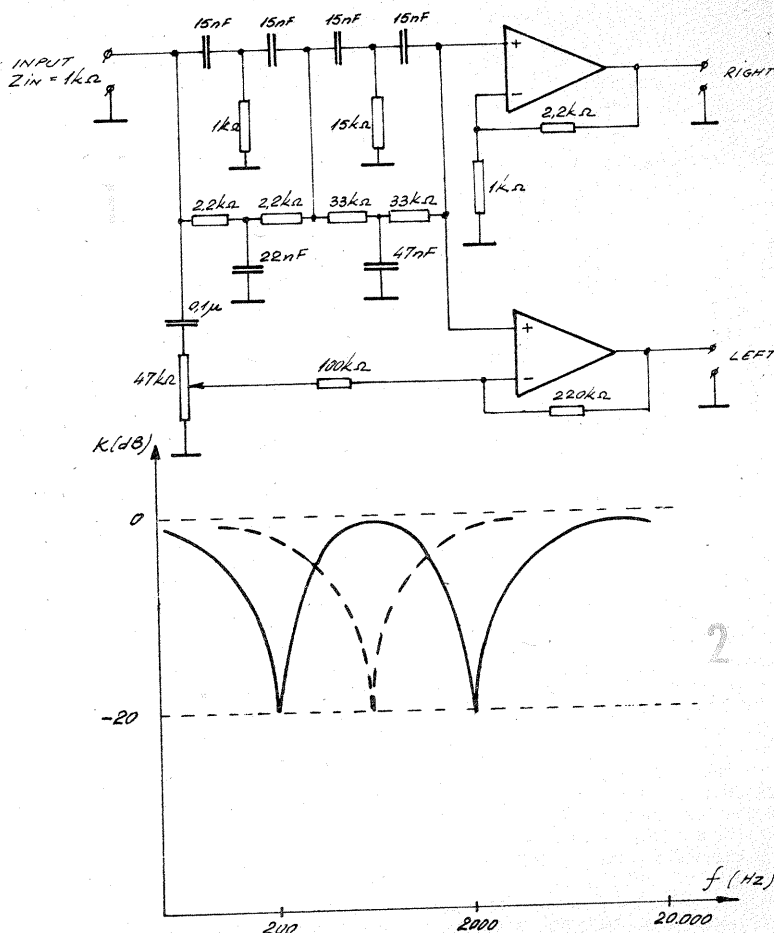 15nF 15nF 15nF 15nF
INPUT
Zin = 1kΩ
+
RIGHT
1kΩ
15kΩ
-
2,2kΩ
1kΩ
2,2kΩ 2,2kΩ 33kΩ 33kΩ
22nF
47nF
0,1μ
+
LEFT
47kΩ
100kΩ
-
220kΩ
K(dB)
0
2
-20
f (Hz)
200
2000
20.000